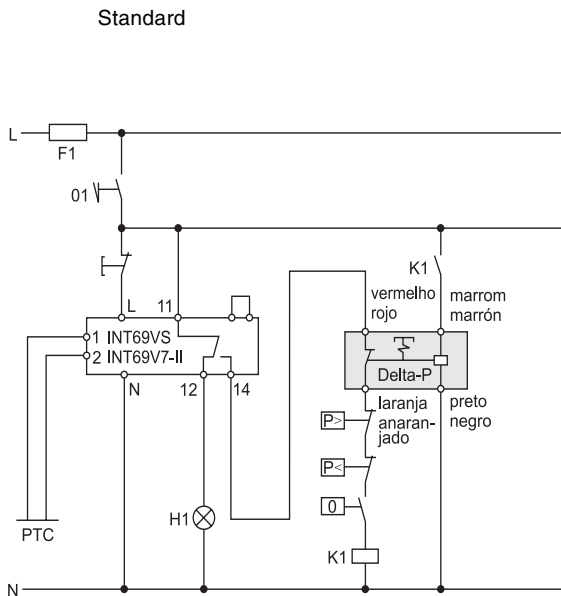 Standard
L
F1
01
K1
L
11
vermelho
rojo
marrom
marrón
1 INT69VS
2 INT69V7-II
12
14
Delta-P
laranja
anaran-
jado
preto
negro
P>
P<
0
H1
PTC
K1
N
N